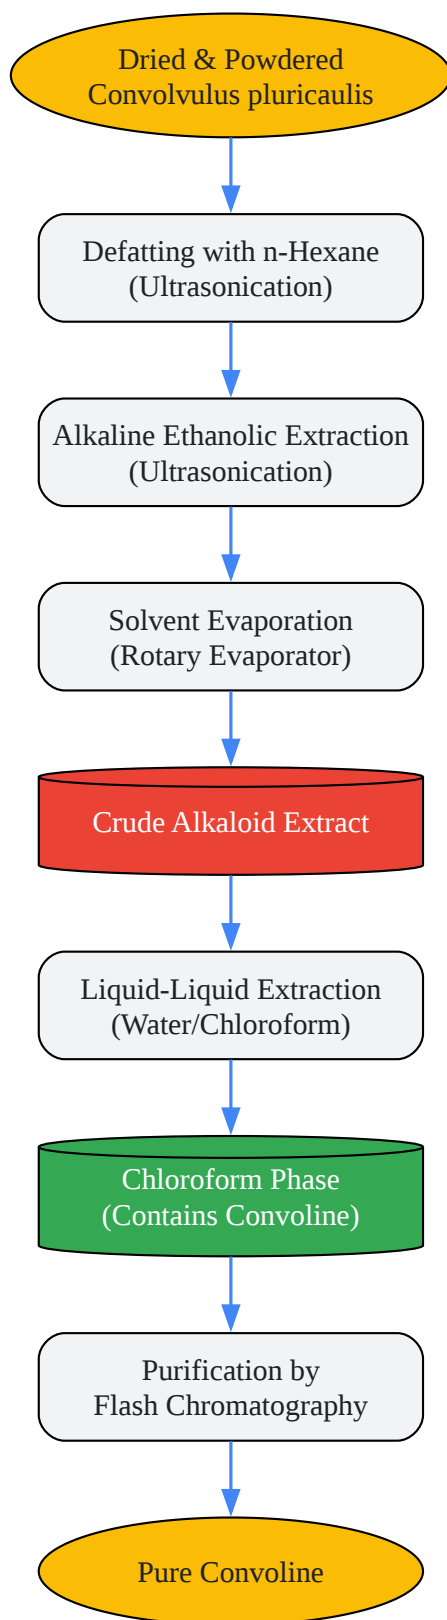 Dried & Powdered
Convolvulus pluricaulis
Defatting with n-Hexane
(Ultrasonication)
Alkaline Ethanolic Extraction
(Ultrasonication)
Solvent Evaporation
(Rotary Evaporator)
Crude Alkaloid Extract
Liquid-Liquid Extraction
(Water/Chloroform)
Chloroform Phase
(Contains Convoline)
Purification by
Flash Chromatography
Pure Convoline